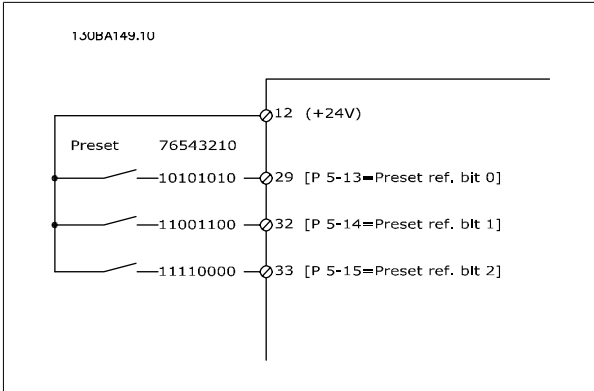 130BA149.10
12 (+24V)
Preset 76543210
10101010 29 [P 5-13=Preset ref. bit 0]
11001100 32 [P 5-14=Preset ref. bit 1]
11110000 33 [P 5-15=Preset ref. bit 2]